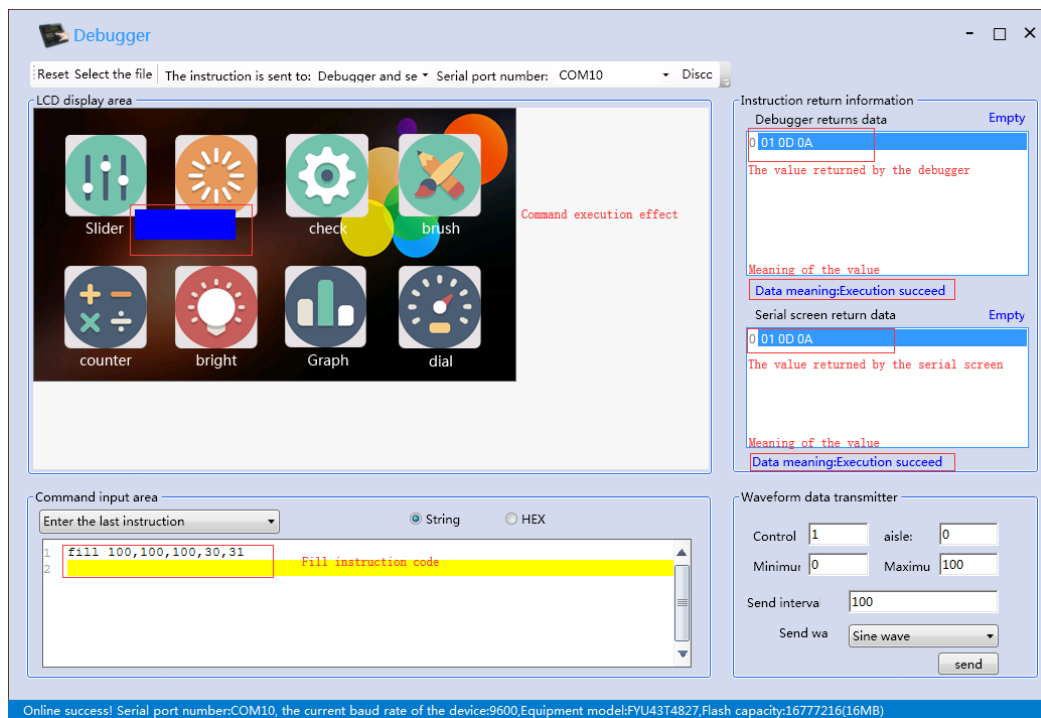 Debugger
Reset Select the file The instruction is sent to: Debugger and se Serial port number: COM10 Discc
LCD display area
Slider check brush
counter bright Graph dial
Command execution effect
Instruction return information
Debugger returns data Empty
0 01 0D 0A
The value returned by the debugger
Meaning of the value
Data meaning:Execution succeed
Serial screen return data Empty
0 01 0D 0A
The value returned by the serial screen
Meaning of the value
Data meaning:Execution succeed
Command input area
Enter the last instruction String HEX
1 fill 100,100,100,30,31
2
Fill instruction code
Waveform data transmitter
Control 1 aisle: 0
Minimur 0 Maximu 100
Send interva 100
Send wa Sine wave
send
Online success! Serial port number:COM10, the current baud rate of the device:9600,Equipment model:FYU43T4827,Flash capacity:16777216(16MB)